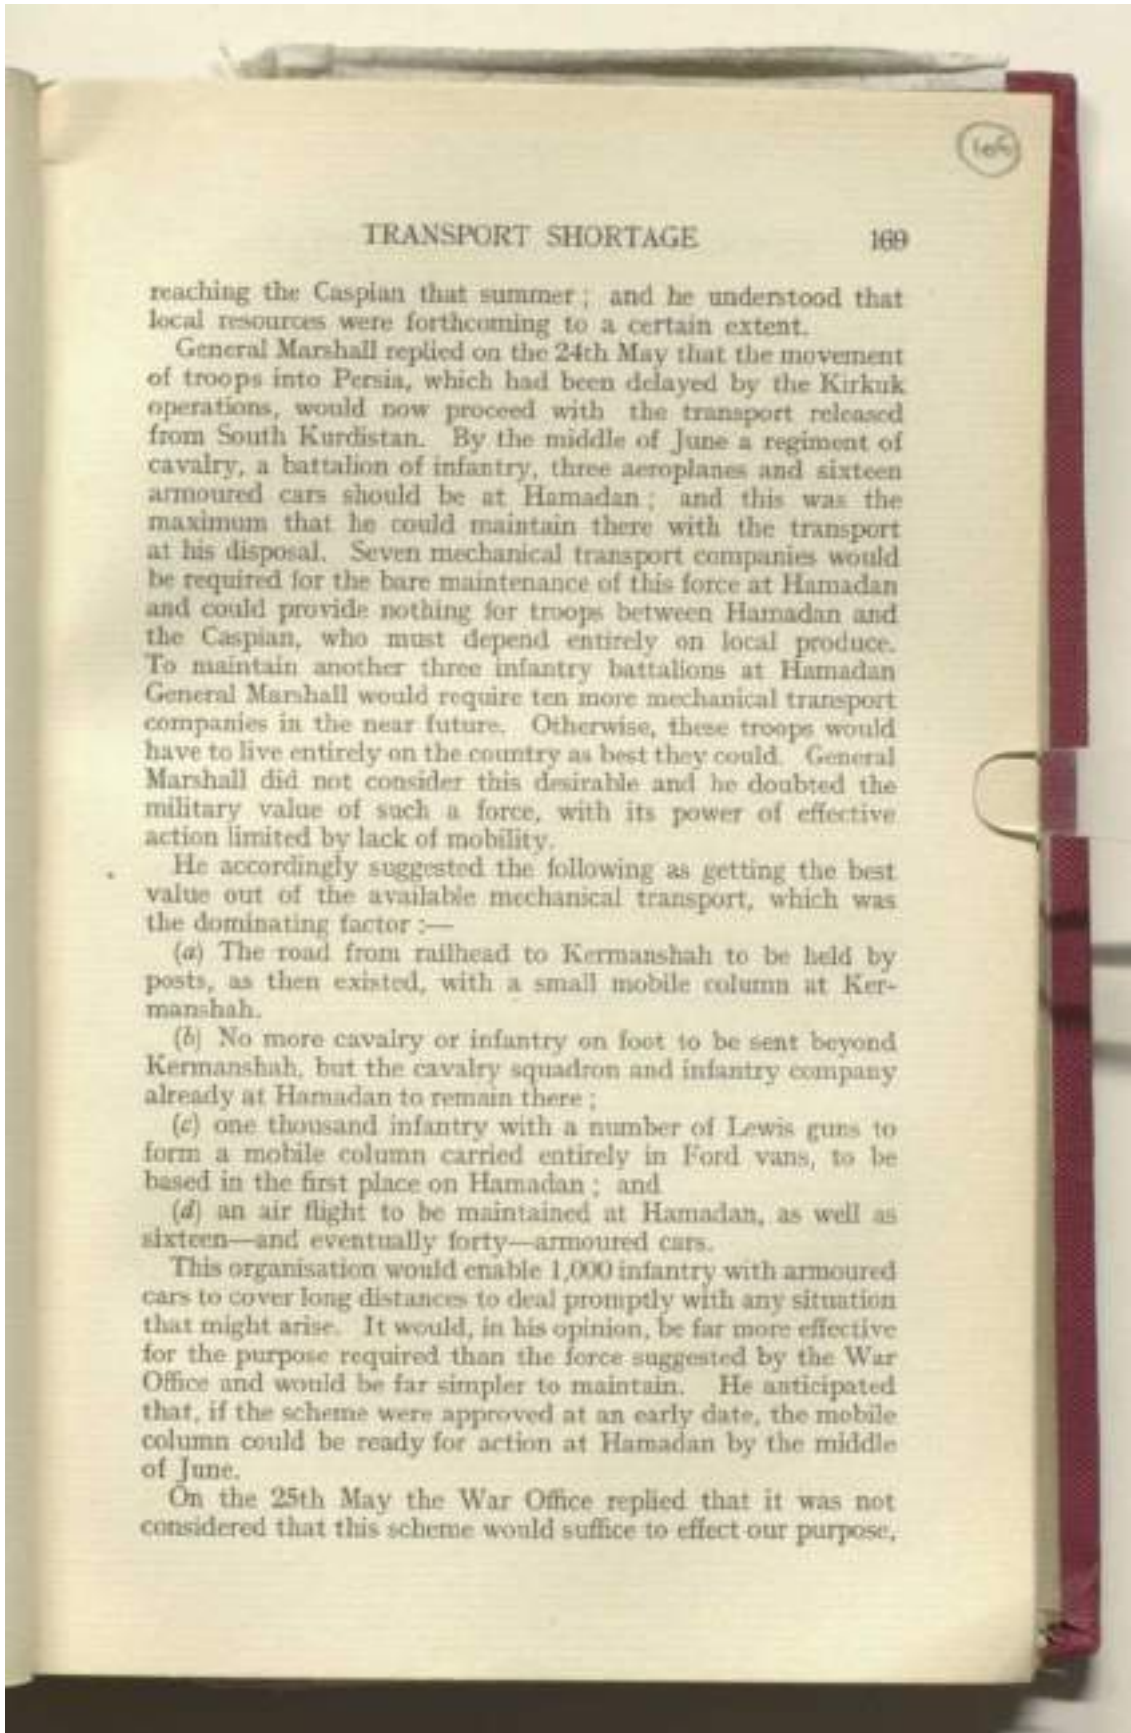 TRANSPORT SHORTAGE 169
reaching the Caspian that summer ; and he understood that
local resources were forthcoming to a certain extent.
General Marshall replied on the 24th May that the movement
of troops into Persia, which had been delayed by the Kirkuk
operations, would now proceed with the transport released
from South Kurdistan. By the middle of June a regiment of
cavalry, a battalion of infantry, three aeroplanes and sixteen
armoured cars should be at Hamadan ; and this was the
maximum that he could maintain there with the transport
at his disposal. Seven mechanical transport companies would
be required for the bare maintenance of this force at Hamadan
and could provide nothing for troops between Hamadan and
the Caspian, who must depend entirely on local produce.
To maintain another three infantry battalions at Hamadan
General Marshall would require ten more mechanical transport
companies in the near future. Otherwise, these troops would
have to live entirely on the country as best they could. General
Marshall did not consider this desirable and he doubted the
military value of such a force, with its power of effective
action limited by lack of mobility.
He accordingly suggested the following as getting the best
value out of the available mechanical transport, which was
the dominating factor :—
(a) The road from railhead to Kermanshah to be held by
posts, as then existed, with a small mobile column at Ker-
manshah.
(b) No more cavalry or infantry on foot to be sent beyond
Kermanshah, but the cavalry squadron and infantry company
already at Hamadan to remain there ;
(c) one thousand infantry with a number of Lewis guns to
form a mobile column carried entirely in Ford vans, to be
based in the first place on Hamadan ; and
(d) an air flight to be maintained at Hamadan, as well as
sixteen—and eventually forty—armoured cars.
This organisation would enable 1,000 infantry with armoured
cars to cover long distances to deal promptly with any situation
that might arise. It would, in his opinion, be far more effective
for the purpose required than the force suggested by the War
Office and would be far simpler to maintain. He anticipated
that, if the scheme were approved at an early date, the mobile
column could be ready for action at Hamadan by the middle
of June.
On the 25th May the War Office replied that it was not
considered that this scheme would suffice to effect our purpose,